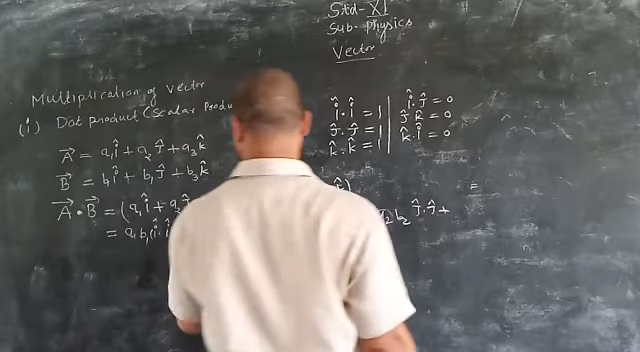 Std- XI
Sub- physics
Vector
Multiplication of Vector
(i) Dot product (Scalar Produ
î.î = 1
ĵ.ĵ = 1
k̂.k̂ = 1
î.ĵ = 0
ĵ.k̂ = 0
k̂.î = 0
A⃗ = a₁î + a₂ĵ + a₃k̂
B⃗ = b₁î + b₂ĵ + b₃k̂
A⃗.B⃗ = (a₁î + a₂ĵ k̂) =
= a₁b₁(î.î a₂b₂ ĵ.ĵ +